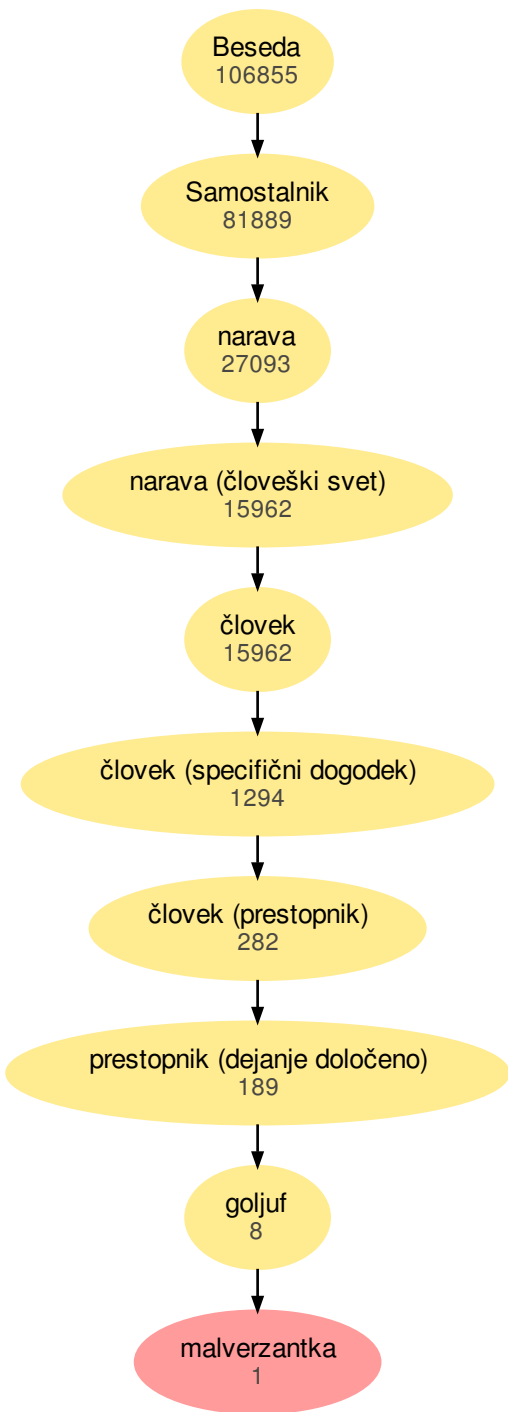 Beseda
106855
Samostalnik
81889
narava
27093
narava (človeški svet)
15962
človek
15962
človek (specifični dogodek)
1294
človek (prestopnik)
282
prestopnik (dejanje določeno)
189
goljuf
8
malverzantka
1